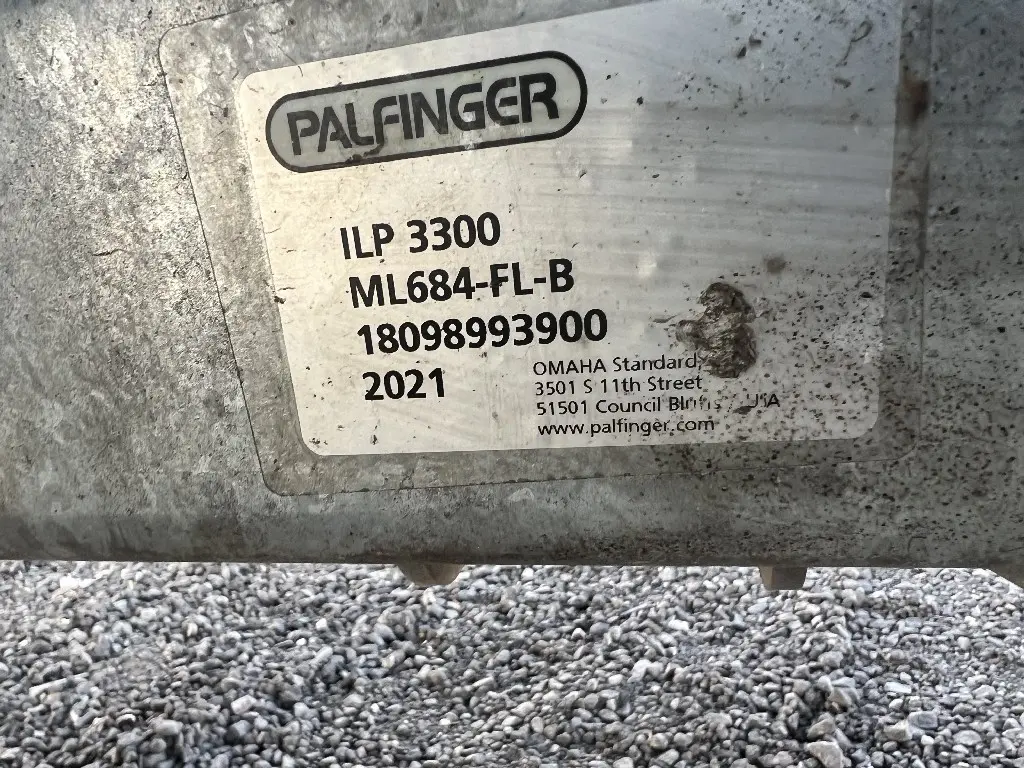 PALFINGER
ILP 3300
ML684-FL-B
18098993900
2021
OMAHA Standard,
3501 S 11th Street
51501 Council
www.palfinger.com